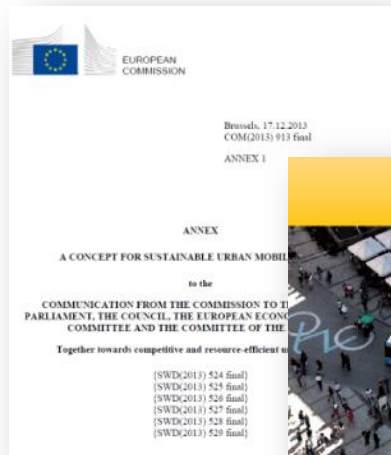 EUROPEAN
COMMISSION
Brussels, 17.12.2013
COM(2013) 913 final
ANNEX 1
ANNEX
A CONCEPT FOR SUSTAINABLE URBAN MOBIL
to the
COMMUNICATION FROM THE COMMISSION TO T
PARLIAMENT, THE COUNCIL, THE EUROPEAN ECONO
COMMITTEE AND THE COMMITTEE OF THE
Together towards competitive and resource-efficient u
{SWD(2013) 524 final}
{SWD(2013) 525 final}
{SWD(2013) 526 final}
{SWD(2013) 527 final}
{SWD(2013) 528 final}
{SWD(2013) 529 final}